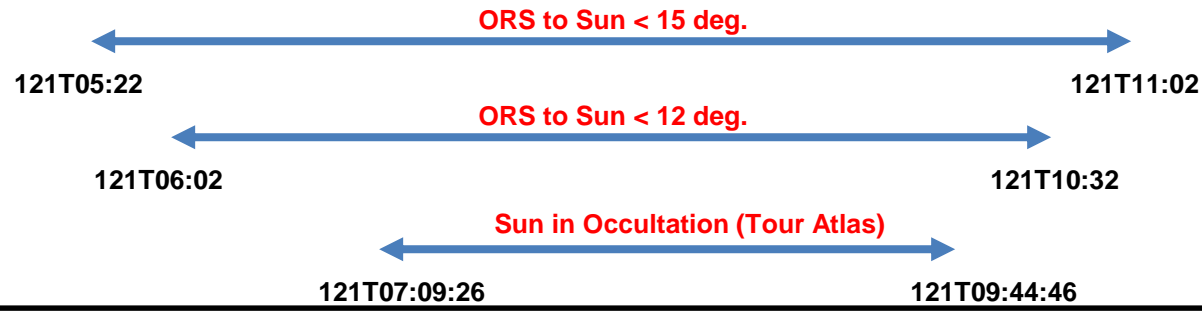 ORS to Sun < 15 deg.
121T05:22
121T11:02
ORS to Sun < 12 deg.
121T06:02
121T10:32
Sun in Occultation (Tour Atlas)
121T07:09:26
121T09:44:46